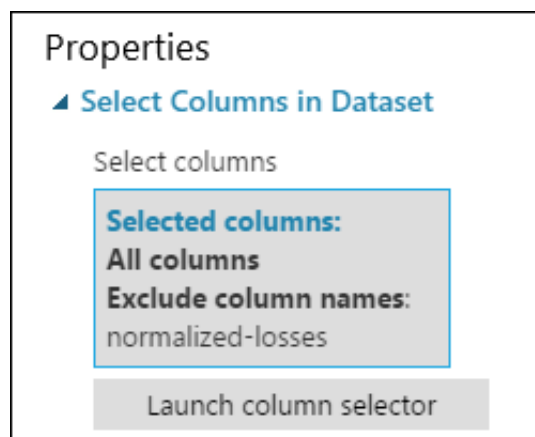 Properties
Select Columns in Dataset
Select columns
Selected columns:
All columns
Exclude column names:
normalized-losses
Launch column selector